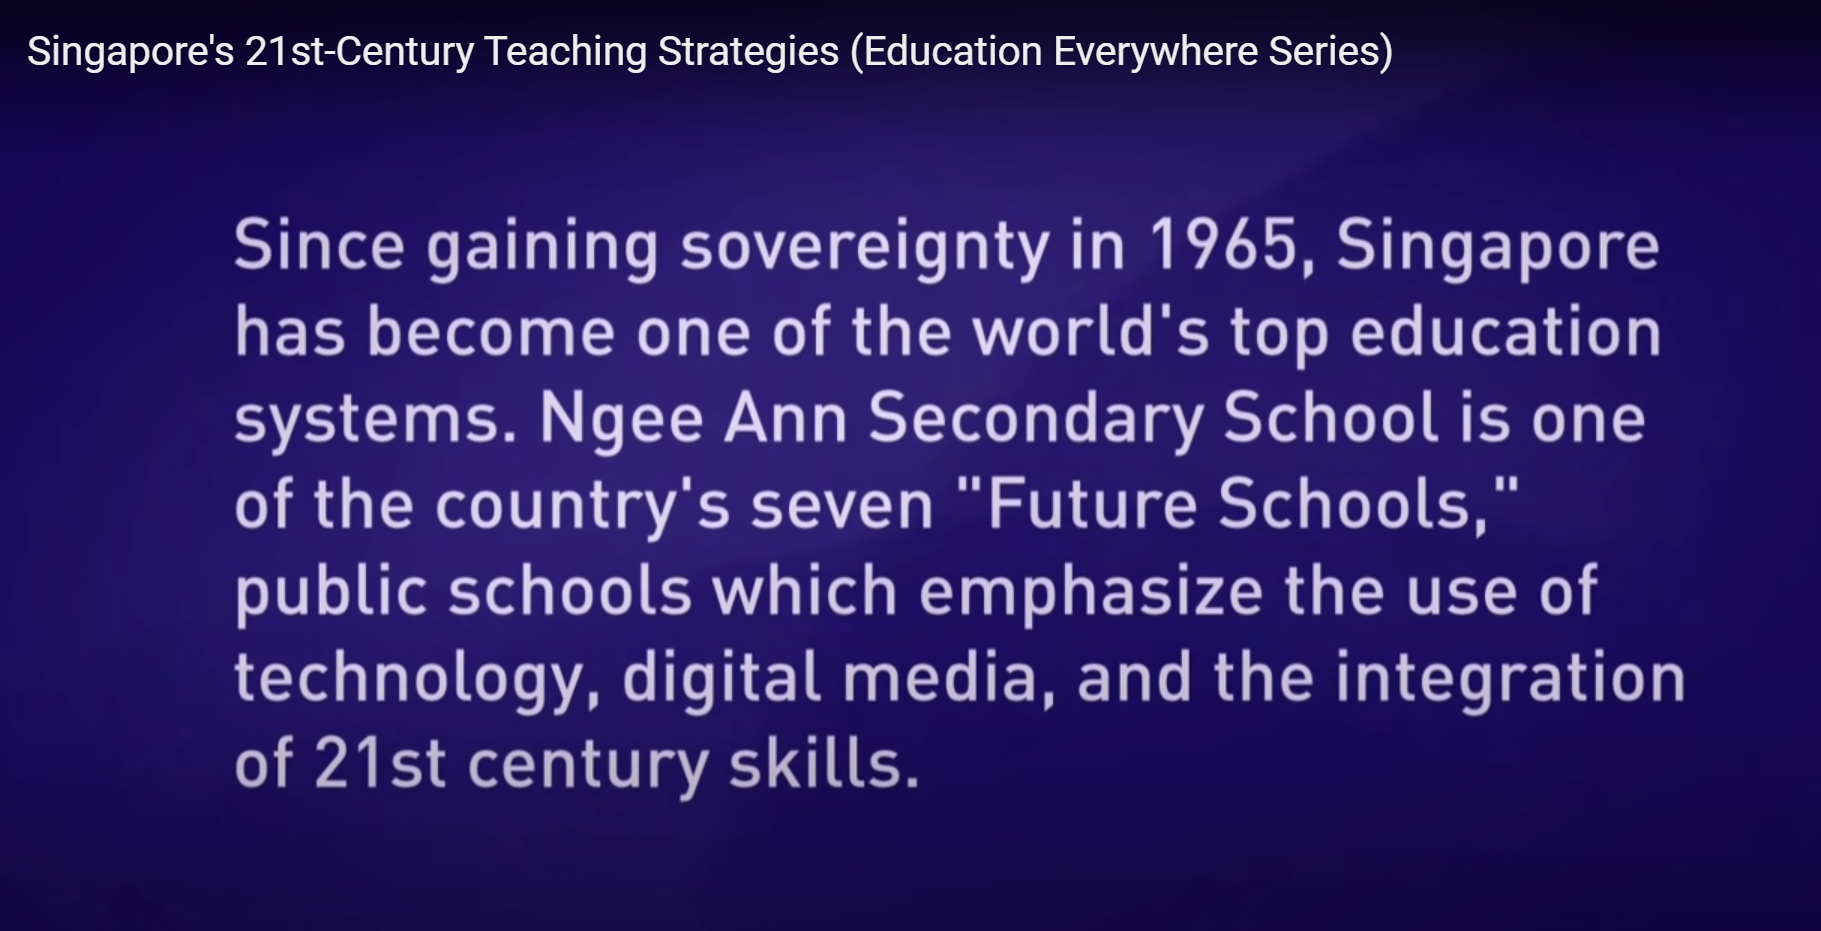 Singapore's 21st-Century Teaching Strategies (Education Everywhere Series)
Since gaining sovereignty in 1965, Singapore
has become one of the world's top education
systems. Ngee Ann Secondary School is one
of the country's seven "Future Schools,"
public schools which emphasize the use of
technology, digital media, and the integration
of 21st century skills.